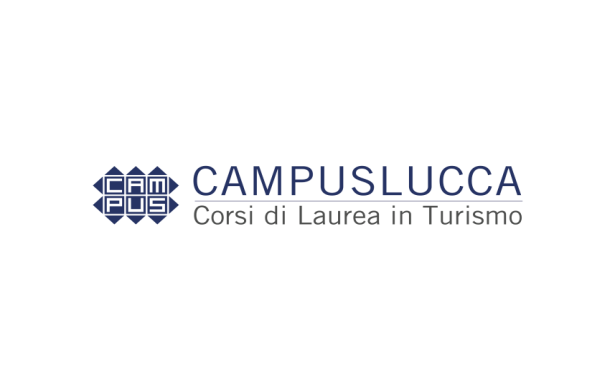 CAM
PUS
CAMPUSLUCCA
Corsi di Laurea in Turismo